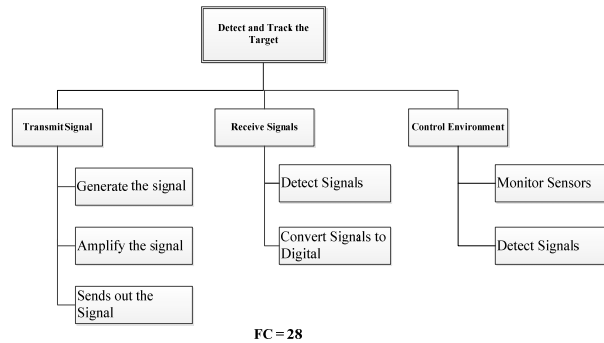 Detect and Track the
Target
Transmit Signal
Receive Signals
Control Environment
Generate the signal
Detect Signals
Monitor Sensors
Amplify the signal
Convert Signals to
Digital
Detect Signals
Sends out the
Signal
FC = 28